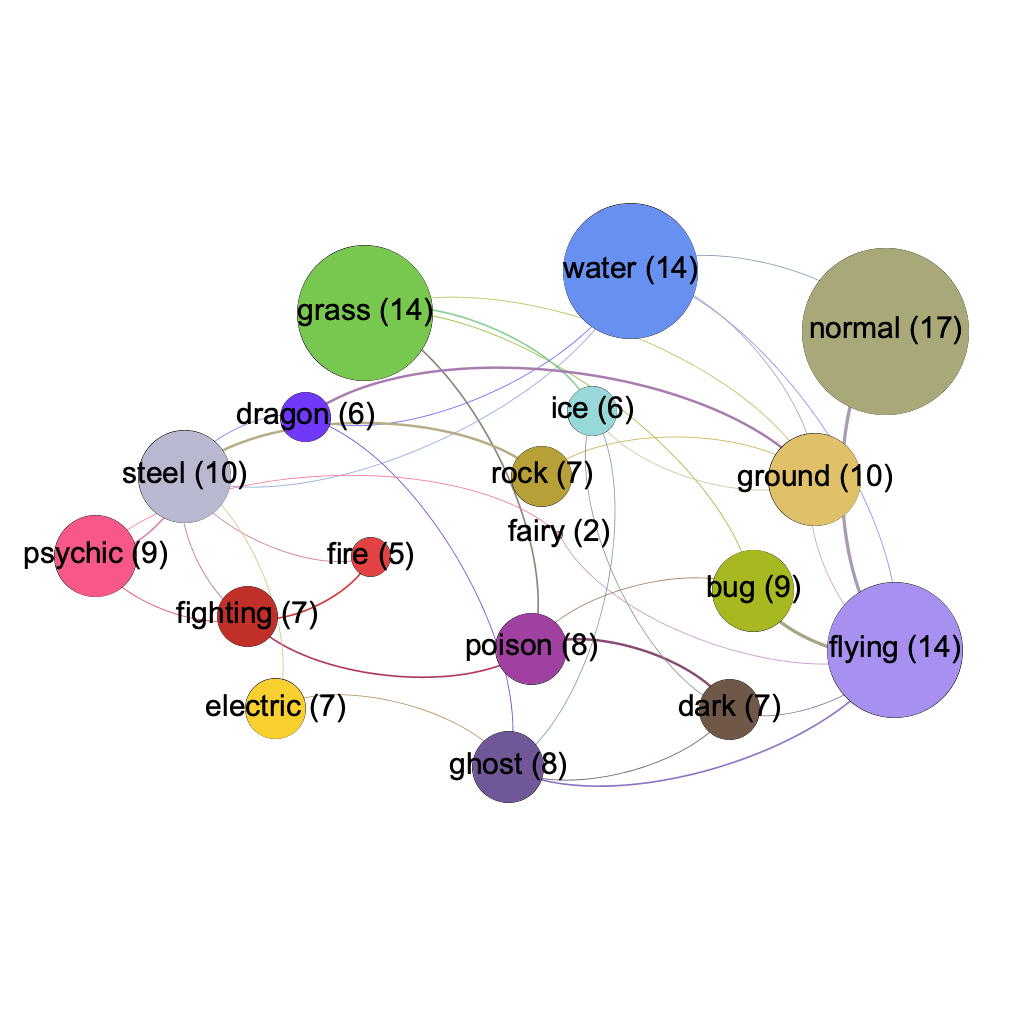 water (14)
grass (14)
normal (17)
dragon (6)
ice (6)
steel (10)
rock (7)
ground (10)
fairy (2)
psychic (9)
fire (5)
bug (9)
fighting (7)
poison (8)
flying (14)
electric (7)
dark (7)
ghost (8)